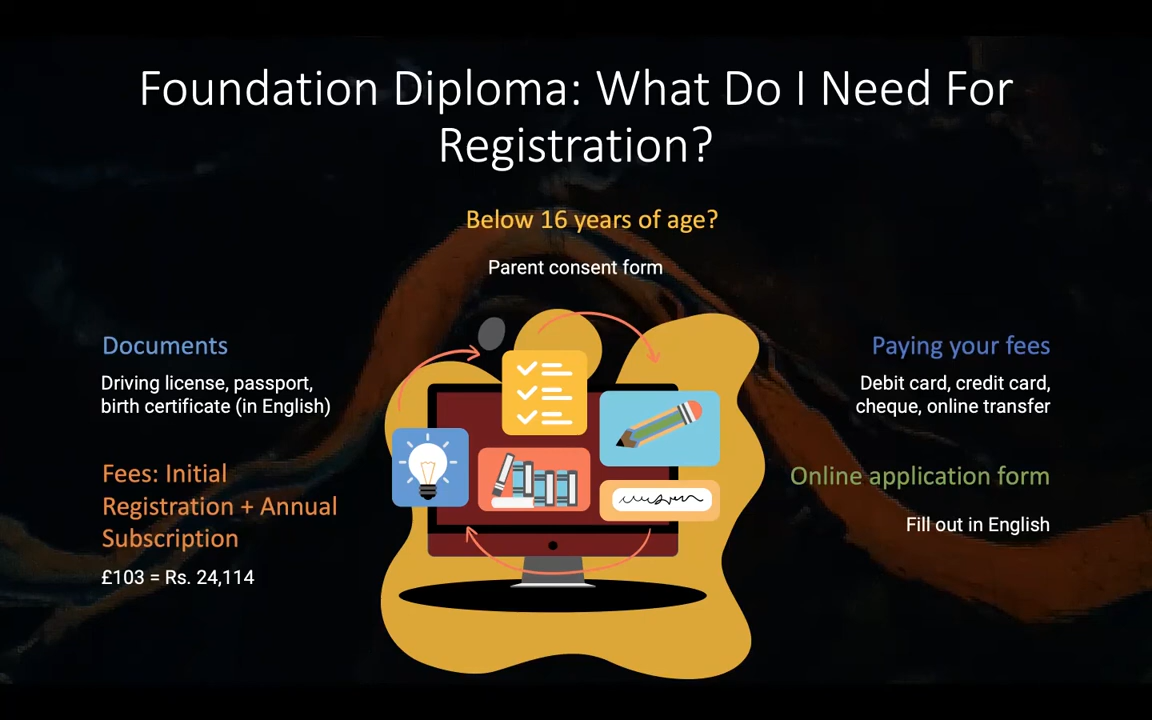 Foundation Diploma: What Do I Need For
Registration?
Below 16 years of age?
Parent consent form
Documents
Driving license, passport,
birth certificate (in English)
Fees: Initial
Registration + Annual
Subscription
£103 = Rs. 24,114
Paying your fees
Debit card, credit card,
cheque, online transfer
Online application form
Fill out in English